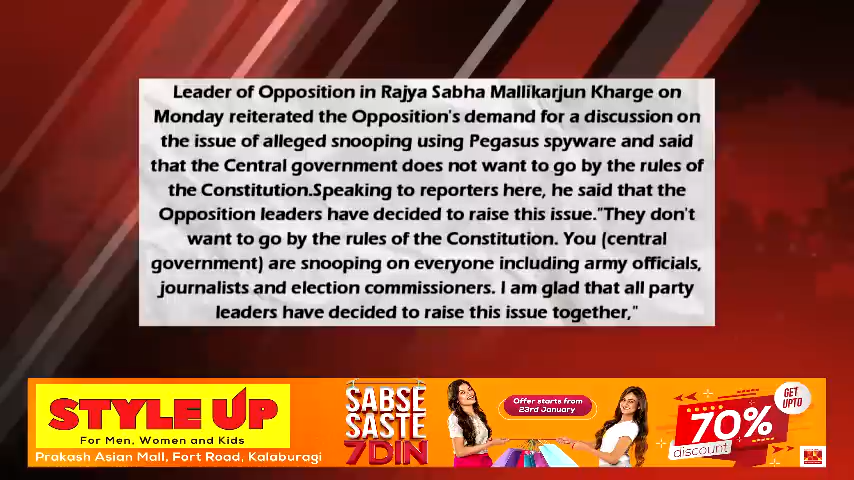 Leader of Opposition in Rajya Sabha Mallikarjun Kharge on
Monday reiterated the Opposition's demand for a discussion on
the issue of alleged snooping using Pegasus spyware and said
that the Central government does not want to go by the rules of
the Constitution.Speaking to reporters here, he said that the
Opposition leaders have decided to raise this issue."They don't
want to go by the rules of the Constitution. You (central
government) are snooping on everyone including army officials,
journalists and election commissioners. I am glad that all party
leaders have decided to raise this issue together,"
STYLE UP
For Men, Women and Kids
Prakash Asian Mall, Fort Road, Kalaburagi
SABSE
SASTE
7DIN
Offer starts from
23rd January
GET
UPTO
70%
discount